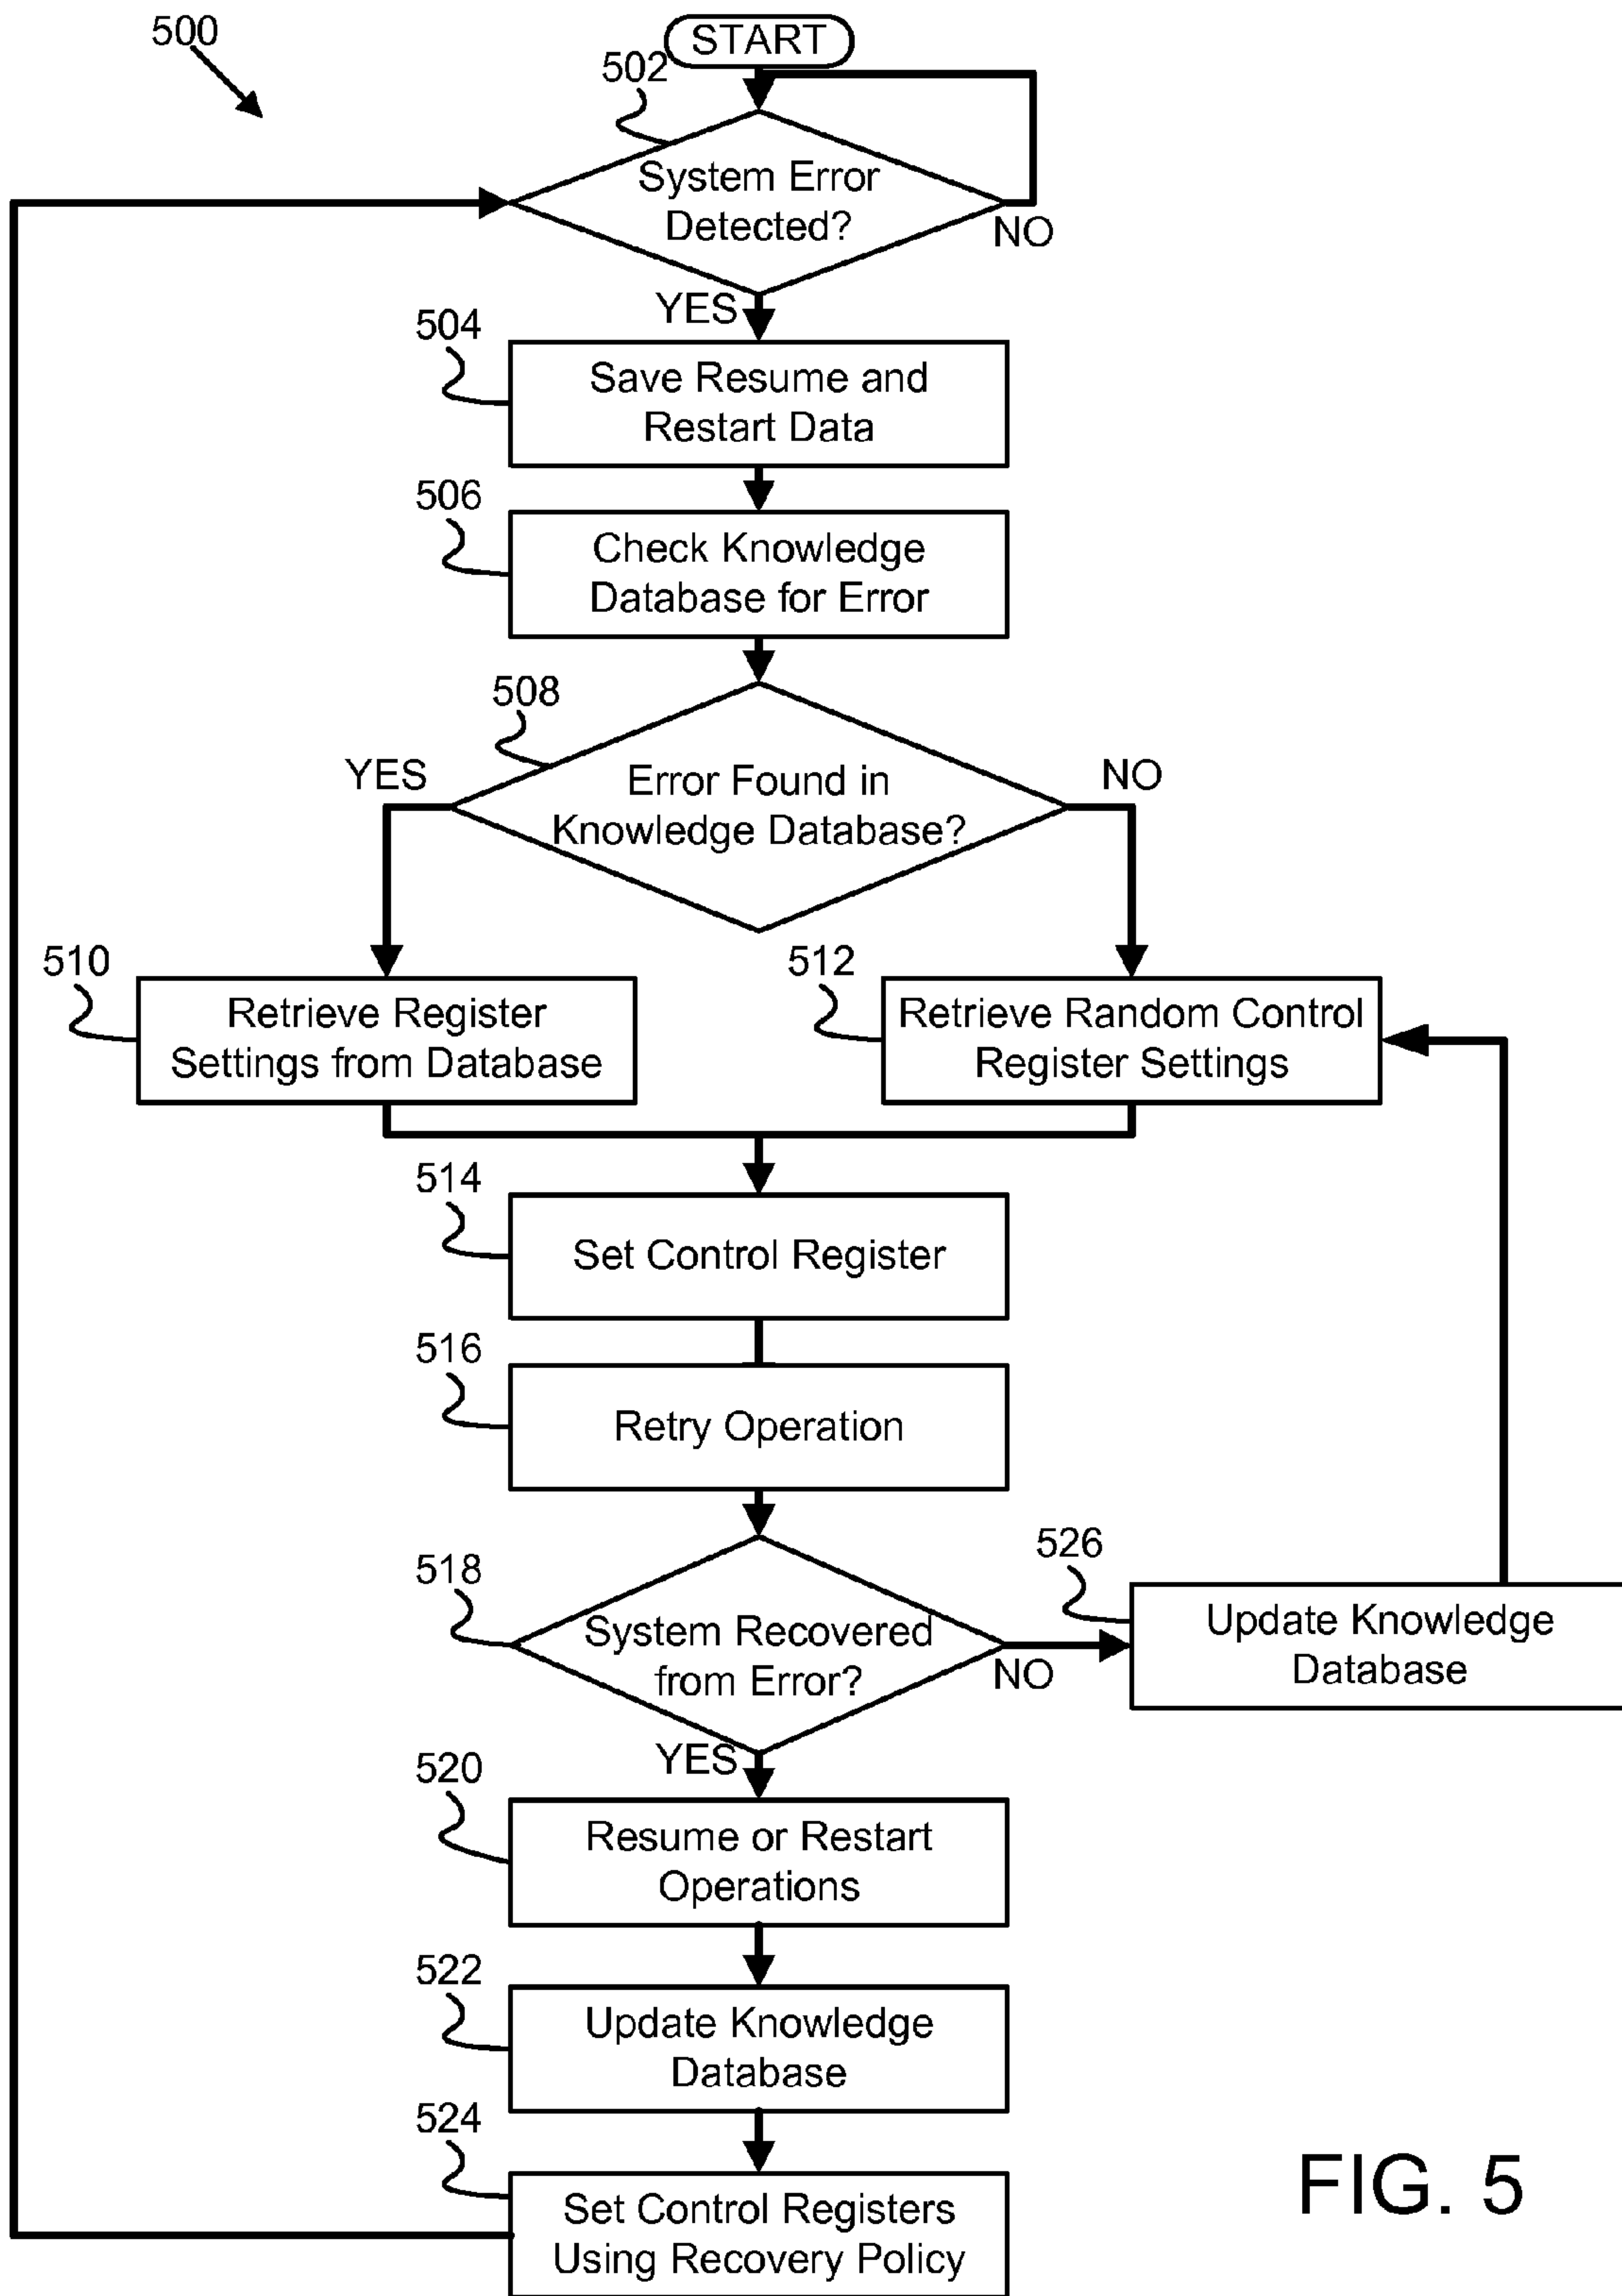 500
START
502
System Error
Detected?
NO
YES
504
Save Resume and
Restart Data
506
Check Knowledge
Database for Error
508
YES
Error Found in
Knowledge Database?
NO
510
Retrieve Register
Settings from Database
512
Retrieve Random Control
Register Settings
514
Set Control Register
516
Retry Operation
518
System Recovered
from Error?
NO
526
Update Knowledge
Database
YES
520
Resume or Restart
Operations
522
Update Knowledge
Database
524
Set Control Registers
Using Recovery Policy
FIG. 5